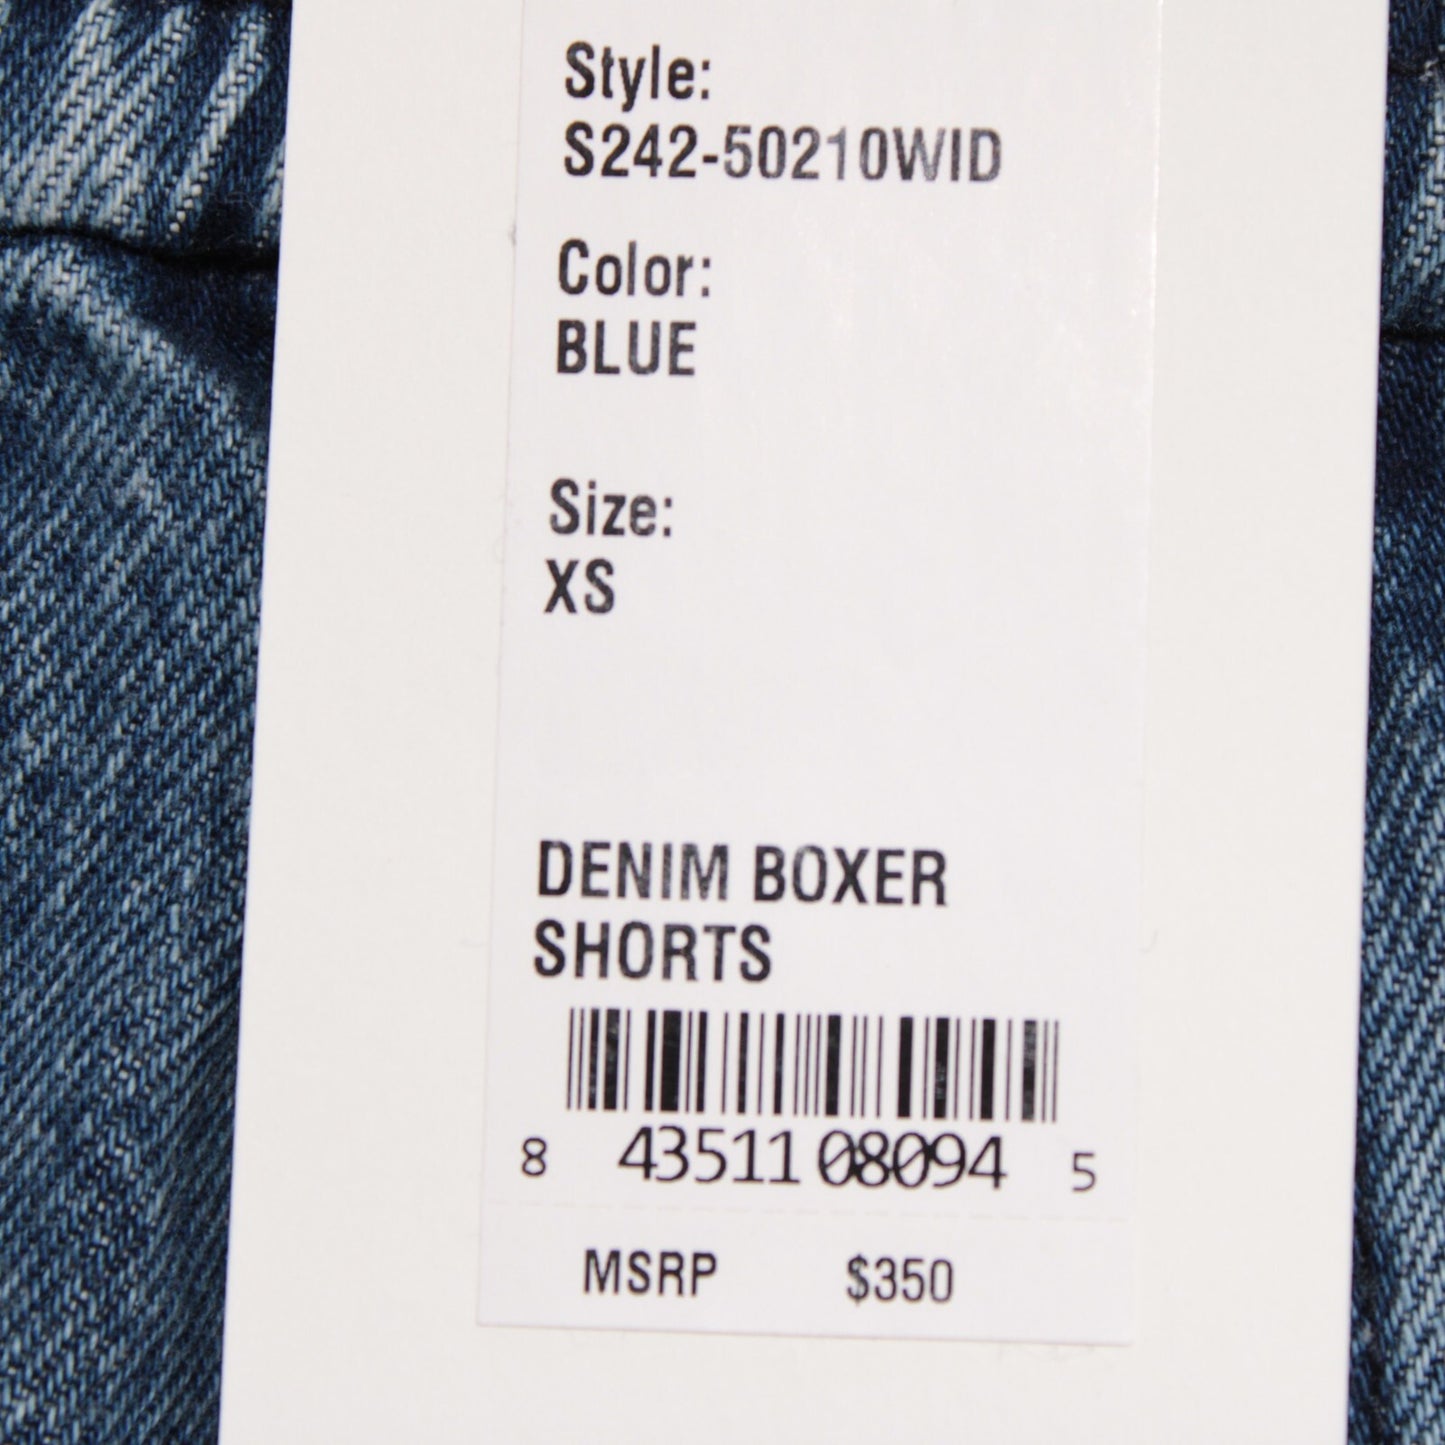 Style:
S242-50210WID
Color:
BLUE
Size:
XS
DENIM BOXER
SHORTS
8 43511 08094 5
MSRP $350